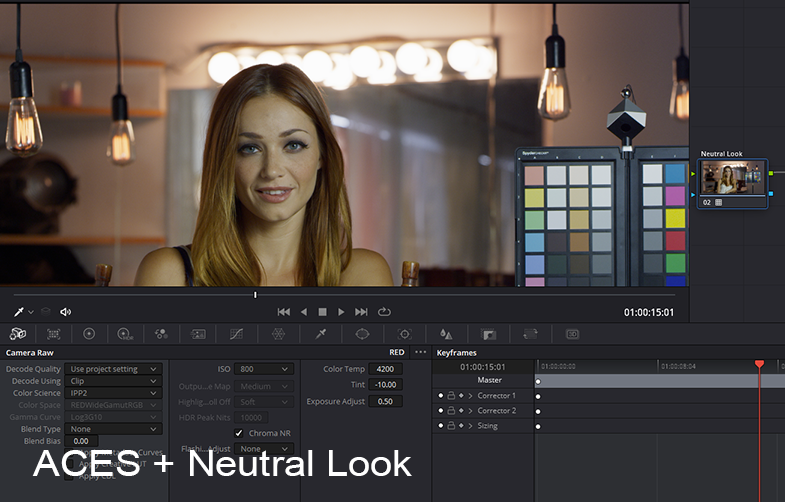 Neutral Look
02
01:00:15:01
Camera Raw
RED
Keyframes
Decode Quality
Use project setting
ISO
800
Color Temp
4200
01:00:15:01
01:00:00:00
01:00:08:04
Decode Using
Clip
Outpu...e Map
Medium
Tint
-10.00
Master
Color Science
IPP2
Highlig...oll Off
Soft
Exposure Adjust
0.50
Corrector 1
Color Space
REDWideGamutRGB
HDR Peak Nits
10000
Corrector 2
Gamma Curve
Log3G10
Chroma NR
Sizing
Blend Type
None
Flashi...Adjust
None
Blend Bias
0.00
ACES + Neutral Look
Apply CDL
3D